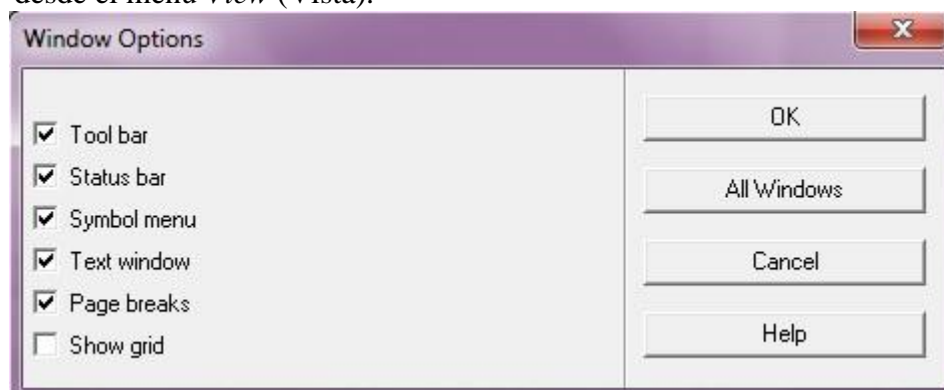 desde el menú View (Vista).
Window Options
Tool bar
Status bar
Symbol menu
Text window
Page breaks
Show grid
OK
All Windows
Cancel
Help